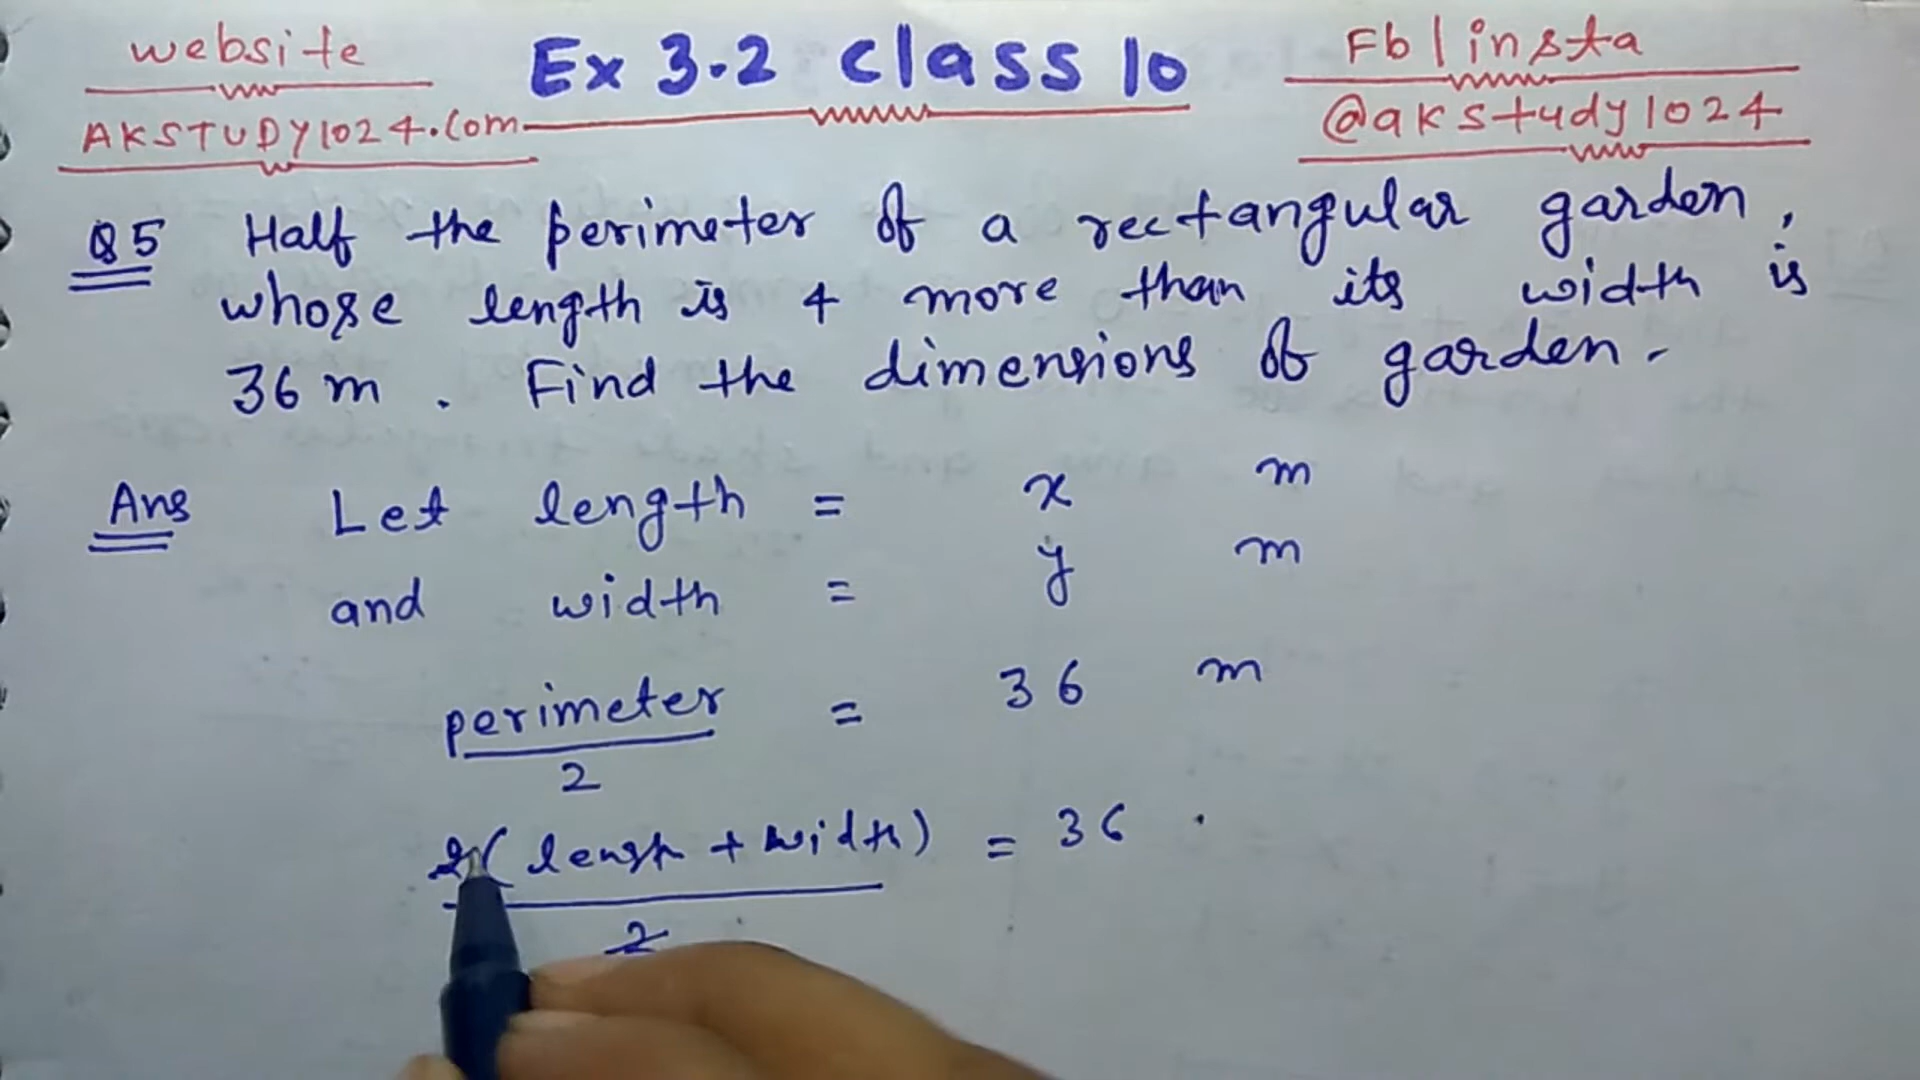 website
AKSTUDY1024.com
Ex 3.2 class 10
Fb | insta
@akstudy1024
Q5 Half the perimeter of a rectangular garden,
whose length is 4 more than its width is
36 m . Find the dimensions of garden.
Ans Let length = x m
and width = y m
perimeter = 36 m
2
2( length + width) = 36
2